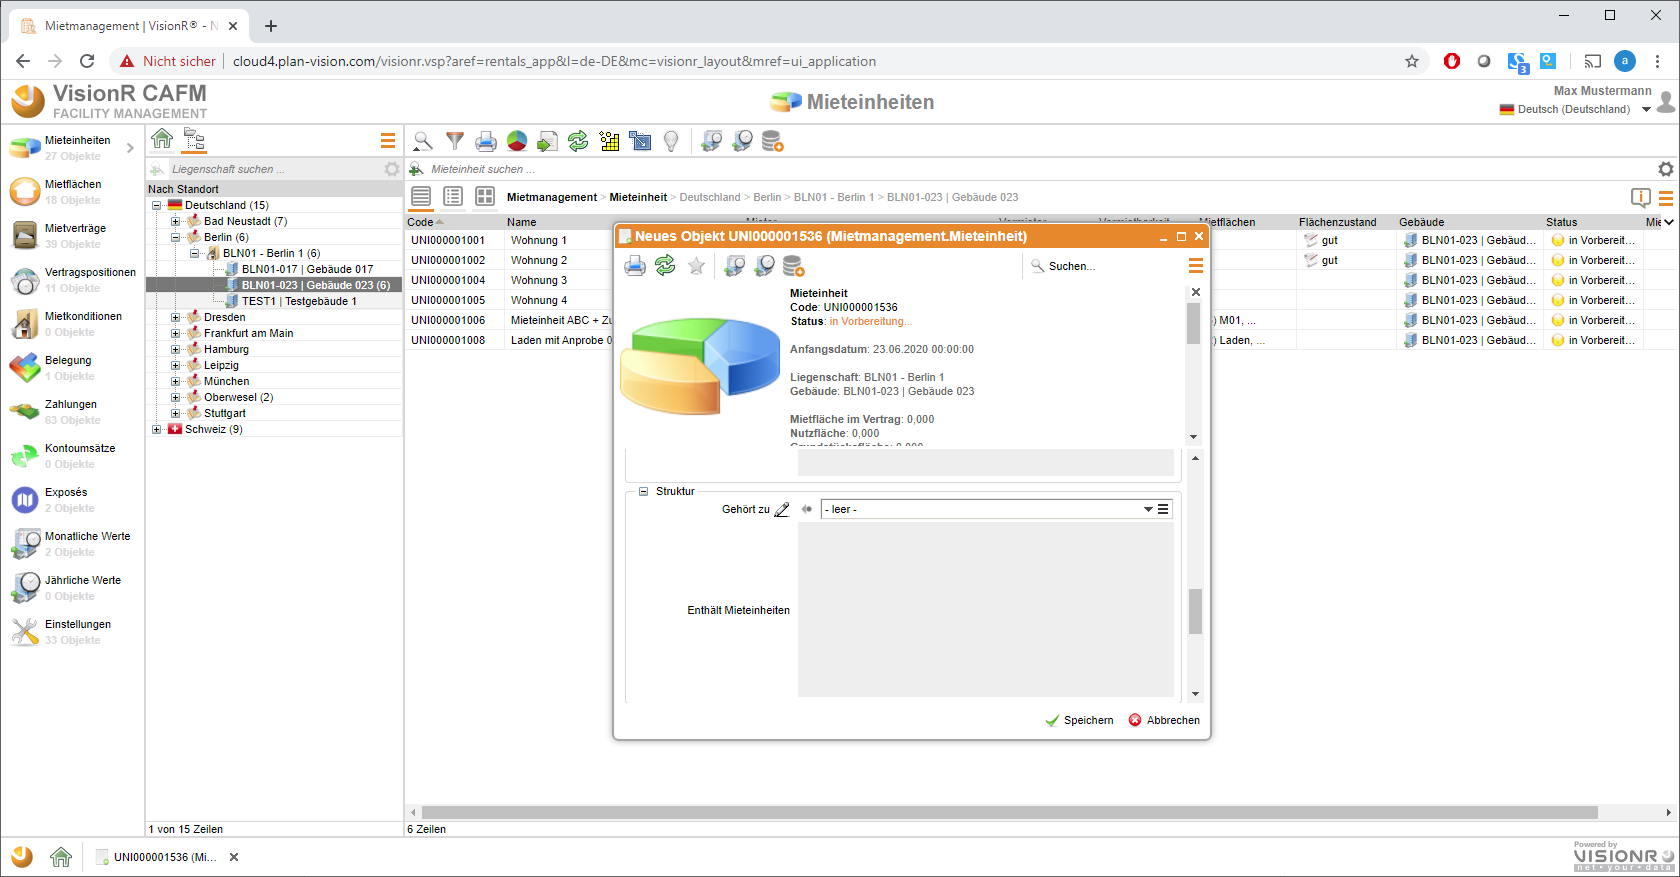 Mietmanagement | VisionR® - N
Nicht sicher
cloud4.plan-vision.com/visionr.vsp?aref=rentals_app&l=de-DE&mc=visionr_layout&mref=ui_application
3
a
VisionR CAFM
FACILITY MANAGEMENT
Mieteinheiten
Max Mustermann
Deutsch (Deutschland)
Mieteinheiten
27 Objekte
Mietflächen
18 Objekte
Mietverträge
39 Objekte
Vertragspositionen
11 Objekte
Mietkonditionen
0 Objekte
Belegung
1 Objekte
Zahlungen
63 Objekte
Kontoumsätze
0 Objekte
Exposés
2 Objekte
Monatliche Werte
2 Objekte
Jährliche Werte
0 Objekte
Einstellungen
33 Objekte
Liegenschaft suchen ...
Nach Standort
Deutschland (15)
Bad Neustadt (7)
Berlin (6)
BLN01 - Berlin 1 (6)
BLN01-017 | Gebäude 017
BLN01-023 | Gebäude 023 (6)
TEST1 | Testgebäude 1
Dresden
Frankfurt am Main
Hamburg
Leipzig
München
Oberwesel (2)
Stuttgart
Schweiz (9)
1 von 15 Zeilen
Mieteinheit suchen ...
Mietmanagement > Mieteinheit > Deutschland > Berlin > BLN01 - Berlin 1 > BLN01-023 | Gebäude 023
Code Name Mieter Vermieter Vermietbarkeit Mietflächen Flächenzustand Gebäude Status Mie
UNI000001001 Wohnung 1 gut BLN01-023 | Gebäud... in Vorbereit...
UNI000001002 Wohnung 2 gut BLN01-023 | Gebäud... in Vorbereit...
UNI000001004 Wohnung 3 BLN01-023 | Gebäud... in Vorbereit...
UNI000001005 Wohnung 4 BLN01-023 | Gebäud... in Vorbereit...
UNI000001006 Mieteinheit ABC + Zu ) M01, ... BLN01-023 | Gebäud... in Vorbereit...
UNI000001008 Laden mit Anprobe 0 ) Laden, ... BLN01-023 | Gebäud... in Vorbereit...
Neues Objekt UNI000001536 (Mietmanagement.Mieteinheit)
Suchen...
Mieteinheit
Code: UNI000001536
Status: in Vorbereitung...
Anfangsdatum: 23.06.2020 00:00:00
Liegenschaft: BLN01 - Berlin 1
Gebäude: BLN01-023 | Gebäude 023
Mietfläche im Vertrag: 0,000
Nutzfläche: 0,000
Grundstücksfläche: 0,000
Struktur
Gehört zu - leer -
Enthält Mieteinheiten
Speichern Abbrechen
6 Zeilen
UNI000001536 (Mi...
Powered by
VISIONR
net • your • data